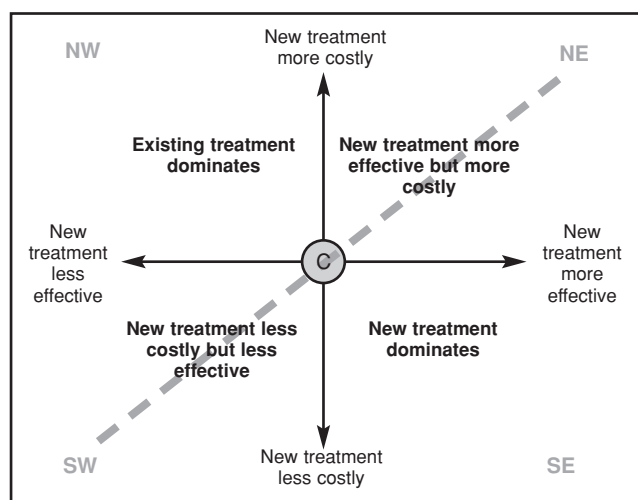 NW
New treatment
more costly
NE
Existing treatment
dominates
New treatment more
effective but more
costly
New
treatment
less
effective
C
New
treatment
more
effective
New treatment less
costly but less
effective
New treatment
dominates
SW
New treatment
less costly
SE